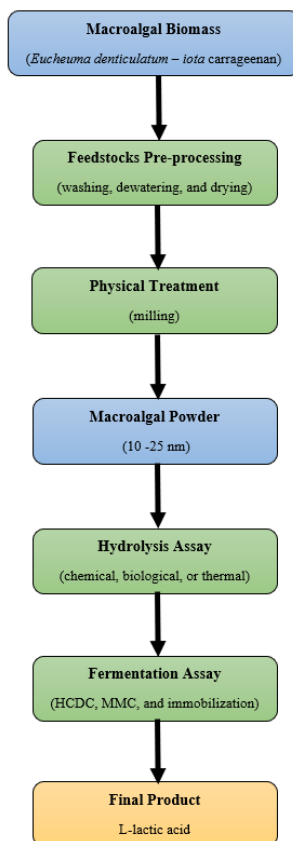 Macroalgal Biomass
(Eucheuma denticulatum – iota carrageenan)
Feedstocks Pre-processing
(washing, dewatering, and drying)
Physical Treatment
(milling)
Macroalgal Powder
(10 -25 nm)
Hydrolysis Assay
(chemical, biological, or thermal)
Fermentation Assay
(HCDC, MMC, and immobilization)
Final Product
L-lactic acid